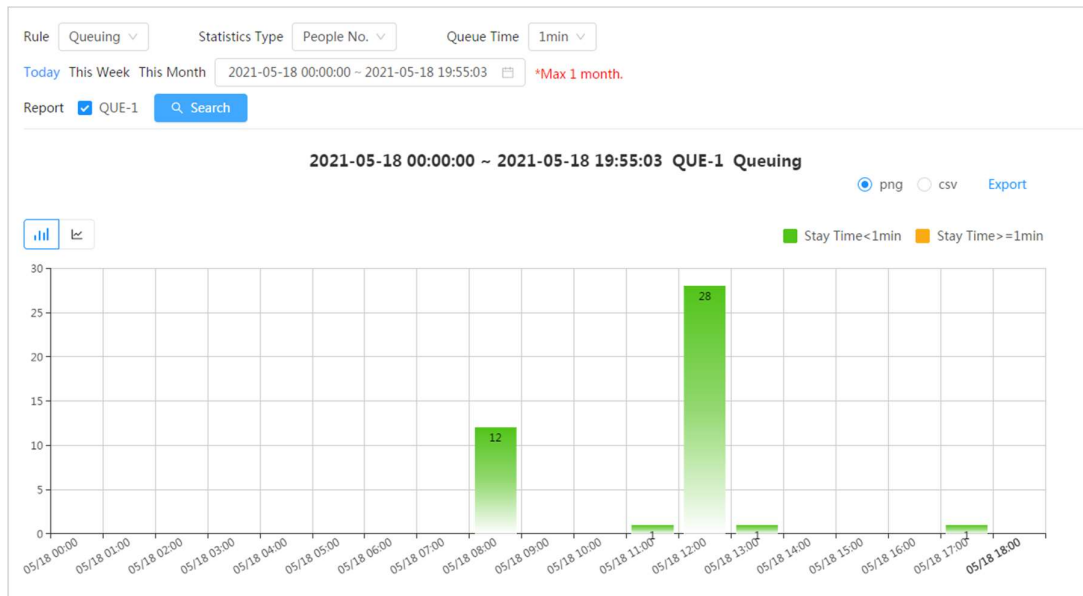 Rule Queuing Statistics Type People No. Queue Time 1min
Today This Week This Month 2021-05-18 00:00:00 ~ 2021-05-18 19:55:03 *Max 1 month.
Report QUE-1 Search
2021-05-18 00:00:00 ~ 2021-05-18 19:55:03 QUE-1 Queuing
png csv Export
Stay Time<1min Stay Time>=1min
30
28
25
20
15
12
10
5
0
1 1 1
05/18 00:00 05/18 01:00 05/18 02:00 05/18 03:00 05/18 04:00 05/18 05:00 05/18 06:00 05/18 07:00 05/18 08:00 05/18 09:00 05/18 10:00 05/18 11:00 05/18 12:00 05/18 13:00 05/18 14:00 05/18 15:00 05/18 16:00 05/18 17:00 05/18 18:00